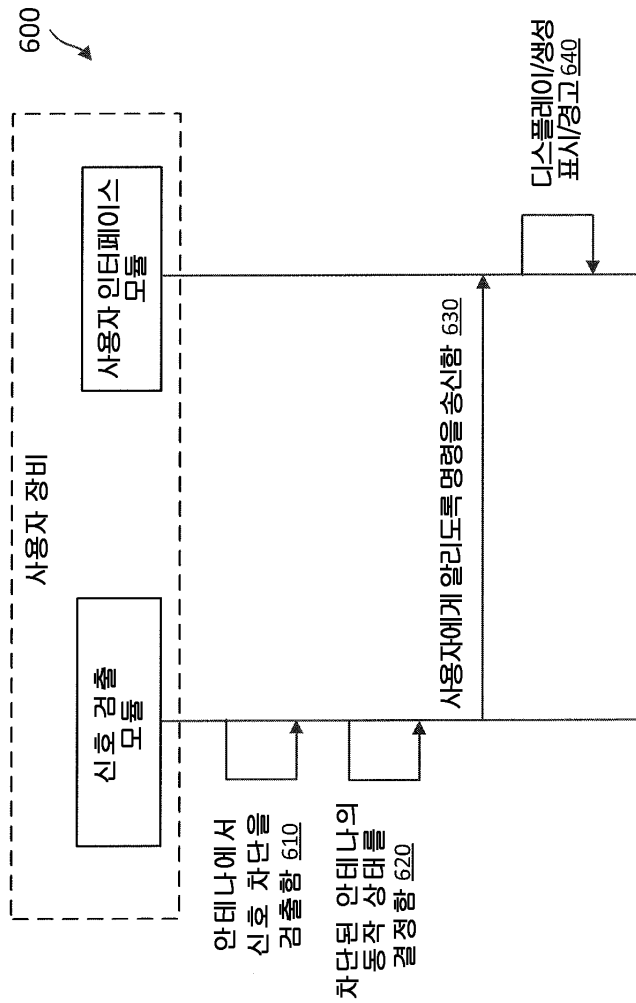 600
사용자 장비
신호 검출
모듈
사용자 인터페이스
모듈
안테나에서
신호 차단을
검출함 610
차단된 안테나의
동작 상태를
결정함 620
사용자에게 알리도록 명령을 송신함 630
디스플레이/생성
표시/경고 640